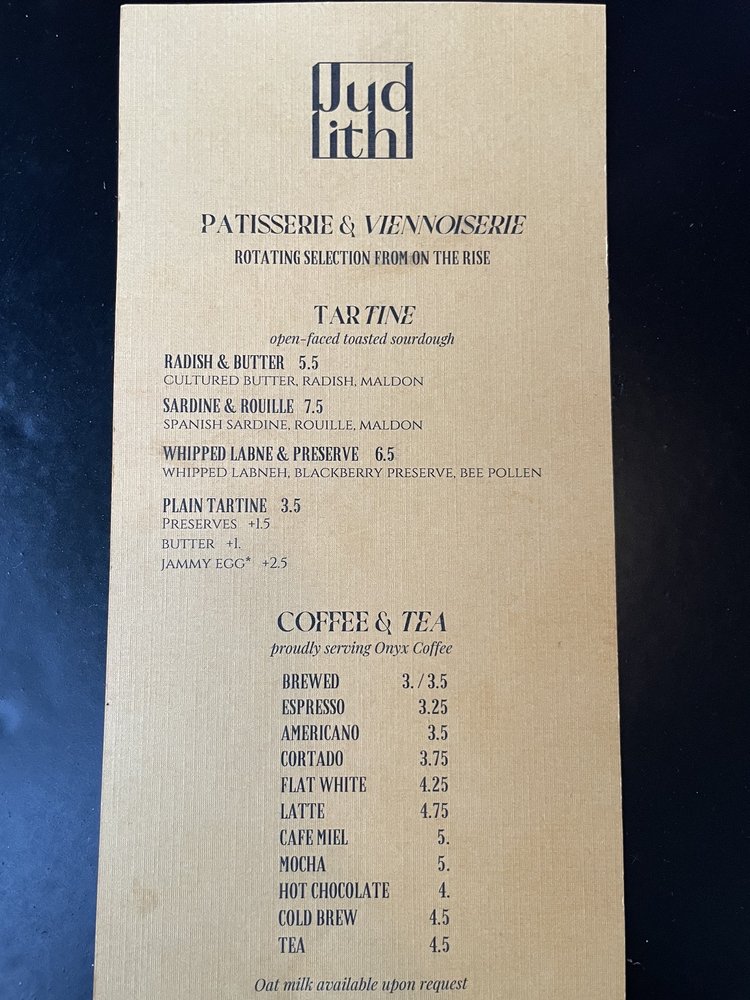 Jud
ith
PATISSERIE & VIENNOISERIE
ROTATING SELECTION FROM ON THE RISE
TARTINE
open-faced toasted sourdough
RADISH & BUTTER 5.5
CULTURED BUTTER, RADISH, MALDON
SARDINE & ROUILLE 7.5
SPANISH SARDINE, ROUILLE, MALDON
WHIPPED LABNE & PRESERVE 6.5
WHIPPED LABNEH, BLACKBERRY PRESERVE, BEE POLLEN
PLAIN TARTINE 3.5
PRESERVES +1.5
BUTTER +1.
JAMMY EGG* +2.5
COFFEE & TEA
proudly serving Onyx Coffee
BREWED 3. / 3.5
ESPRESSO 3.25
AMERICANO 3.5
CORTADO 3.75
FLAT WHITE 4.25
LATTE 4.75
CAFE MIEL 5.
MOCHA 5.
HOT CHOCOLATE 4.
COLD BREW 4.5
TEA 4.5
Oat milk available upon request